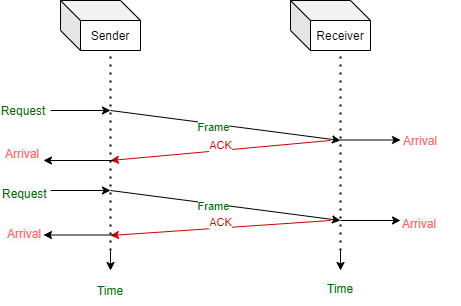 Sender
Receiver
Request
Frame
Arrival
ACK
Arrival
Request
Frame
ACK
Arrival
Arrival
Time
Time